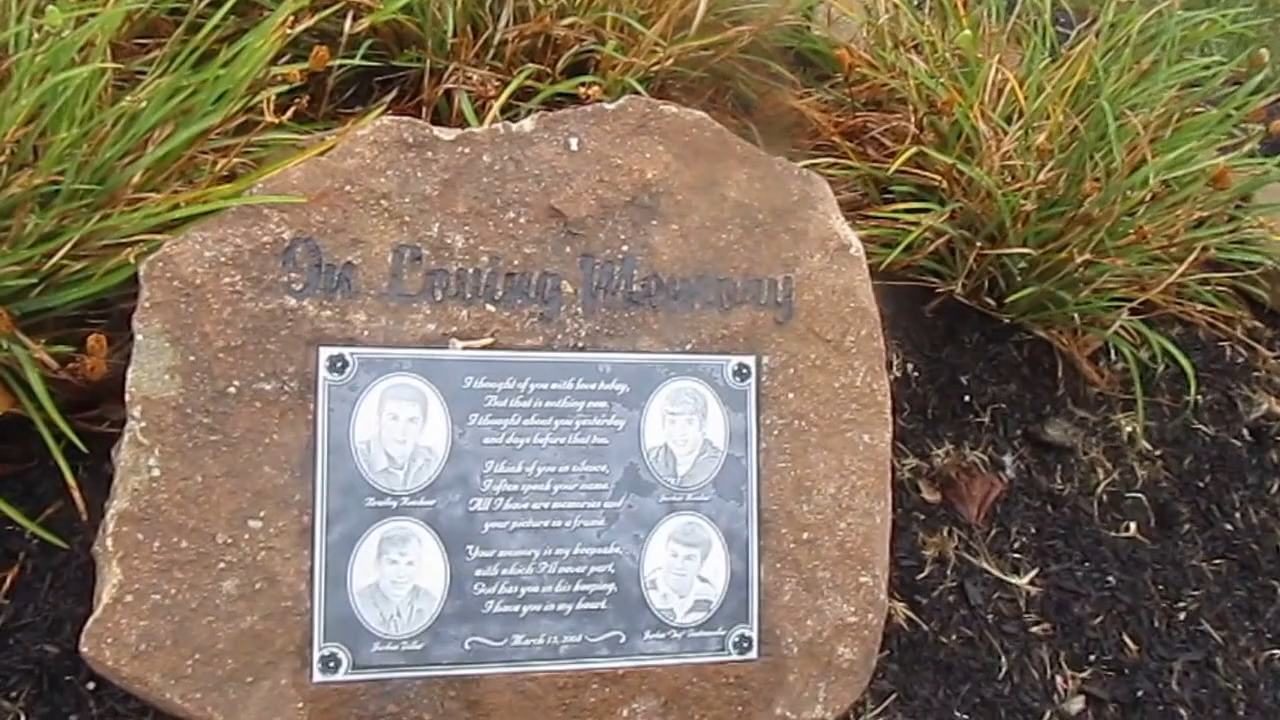 In Loving Memory
I thought of you with love today,
But that is nothing new.
I thought about you yesterday
and days before that too.
I think of you in silence,
I often speak your name.
All I have are memories and
your picture in a frame.
Your memory is my keepsake,
with which I'll never part,
God has you in his keeping,
I have you in my heart.
Bradley
March 13,